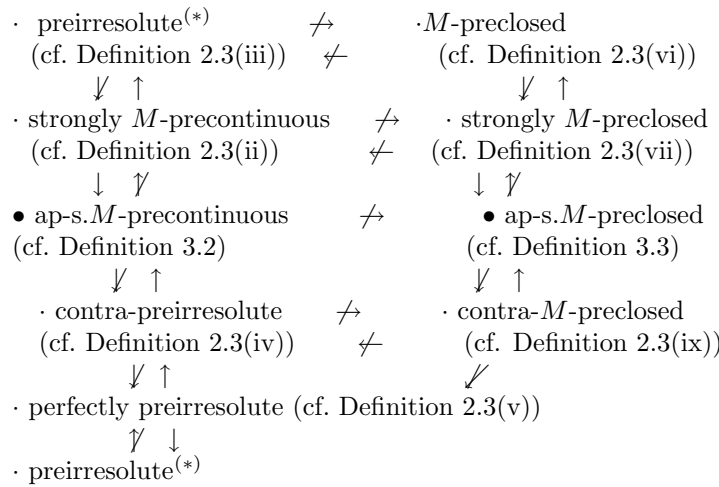 · preirresolute(*) ↛ ·M-preclosed
(cf. Definition 2.3(iii)) ↚ (cf. Definition 2.3(vi))
↓̸ ↑ ↓̸ ↑
· strongly M-precontinuous ↛ · strongly M-preclosed
(cf. Definition 2.3(ii)) ↚ (cf. Definition 2.3(vii))
↓ ↑̸ ↓ ↑̸
• ap-s.M-precontinuous ↛ • ap-s.M-preclosed
(cf. Definition 3.2) (cf. Definition 3.3)
↓̸ ↑ ↓̸ ↑
· contra-preirresolute ↛ · contra-M-preclosed
(cf. Definition 2.3(iv)) ↚ (cf. Definition 2.3(ix))
↓̸ ↑ ↙̸
· perfectly preirresolute (cf. Definition 2.3(v))
↑̸ ↓
· preirresolute(*)